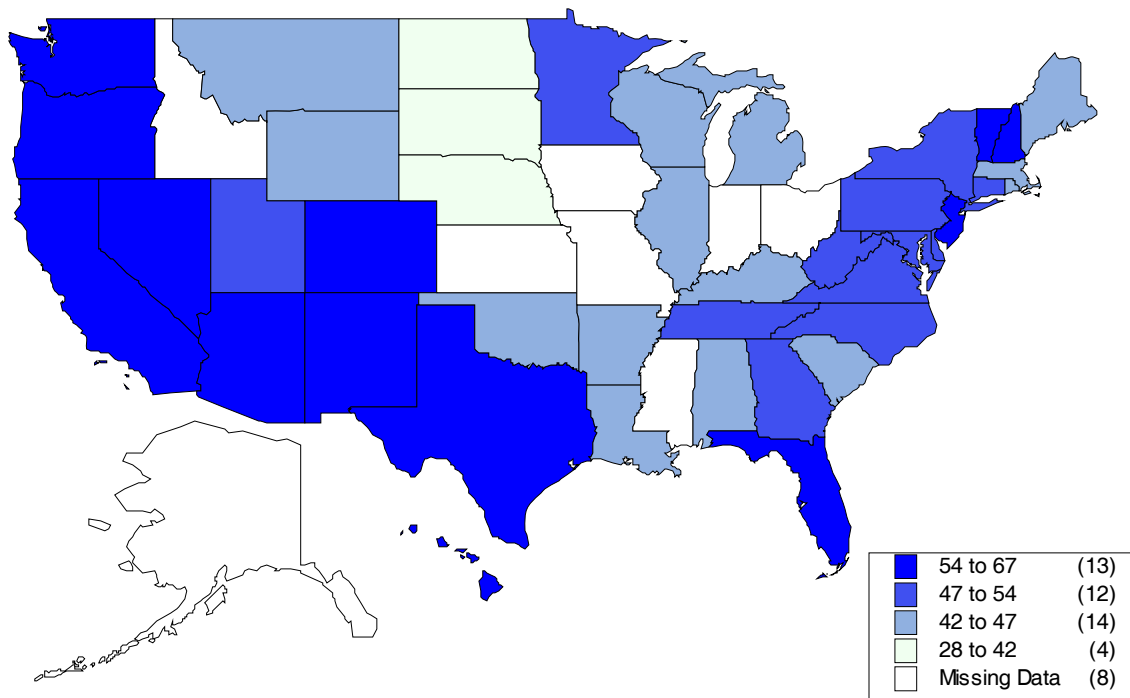 54 to 67 (13)
47 to 54 (12)
42 to 47 (14)
28 to 42 (4)
Missing Data (8)